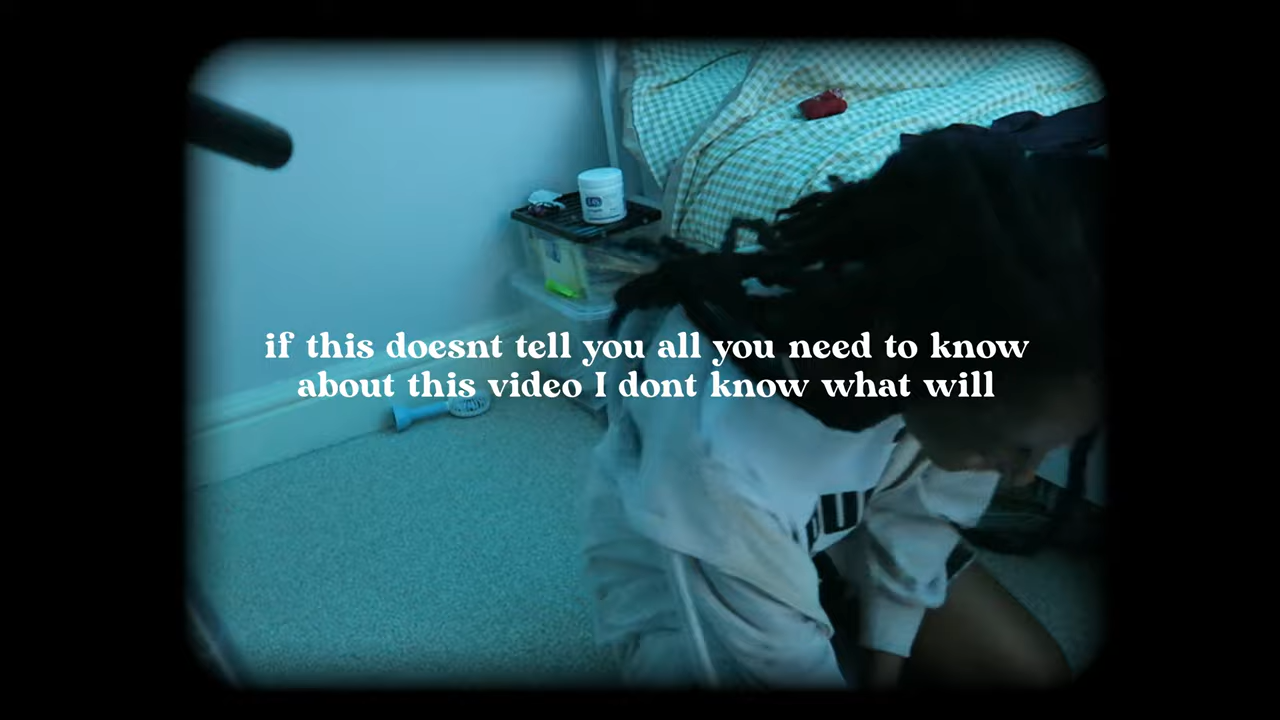 if this doesnt tell you all you need to know
about this video I dont know what will